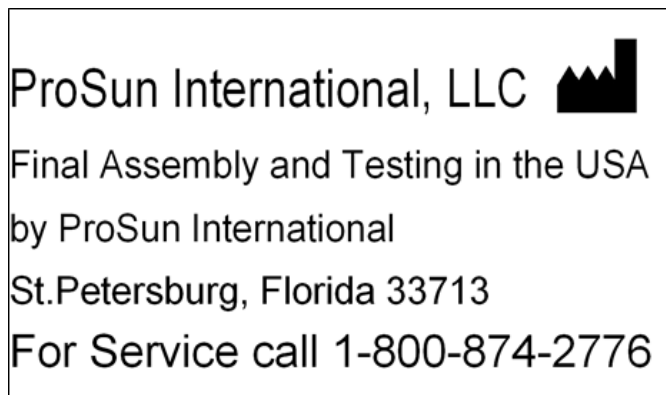 ProSun International, LLC
Final Assembly and Testing in the USA
by ProSun International
St.Petersburg, Florida 33713
For Service call 1-800-874-2776